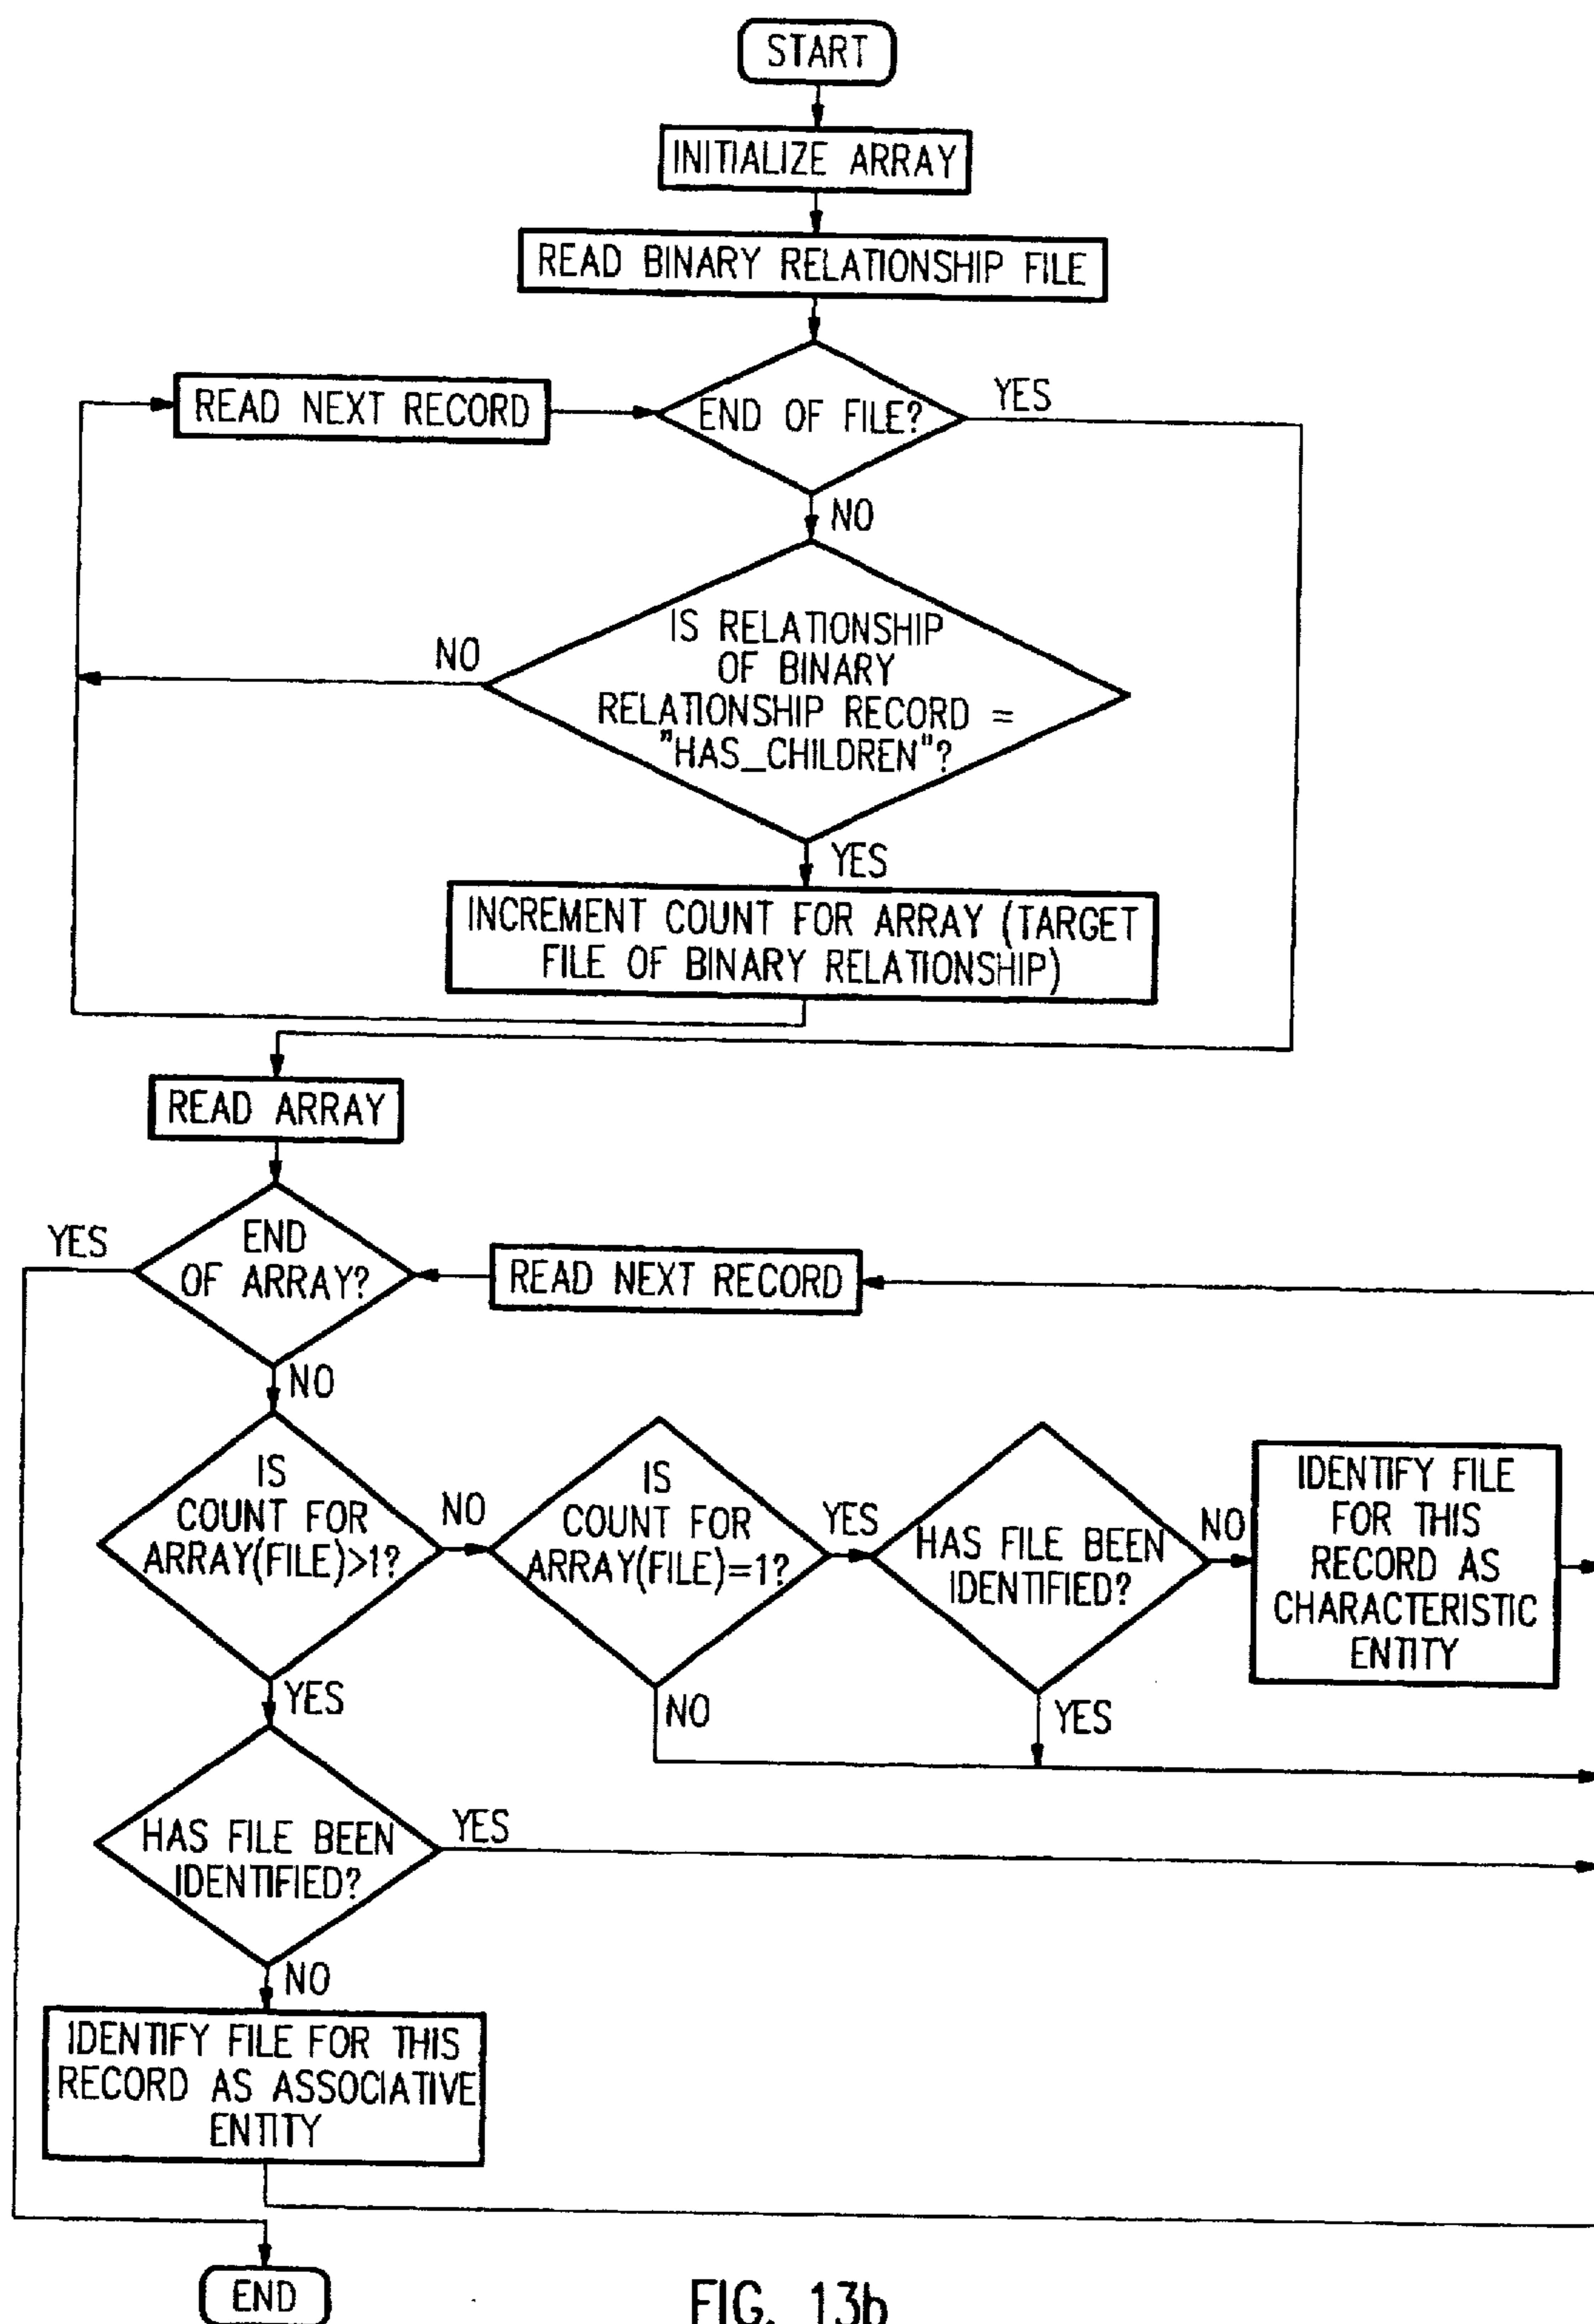 START
INITIALIZE ARRAY
READ BINARY RELATIONSHIP FILE
READ NEXT RECORD
END OF FILE?
YES
NO
IS RELATIONSHIP
OF BINARY
RELATIONSHIP RECORD =
"HAS_CHILDREN"?
NO
YES
INCREMENT COUNT FOR ARRAY (TARGET
FILE OF BINARY RELATIONSHIP)
READ ARRAY
YES
END
OF ARRAY?
READ NEXT RECORD
NO
IS
COUNT FOR
ARRAY(FILE)>1?
NO
IS
COUNT FOR
ARRAY(FILE)=1?
YES
HAS FILE BEEN
IDENTIFIED?
NO
IDENTIFY FILE
FOR THIS
RECORD AS
CHARACTERISTIC
ENTITY
YES
NO
YES
HAS FILE BEEN
IDENTIFIED?
YES
NO
IDENTIFY FILE FOR THIS
RECORD AS ASSOCIATIVE
ENTITY
END
FIG. 13b